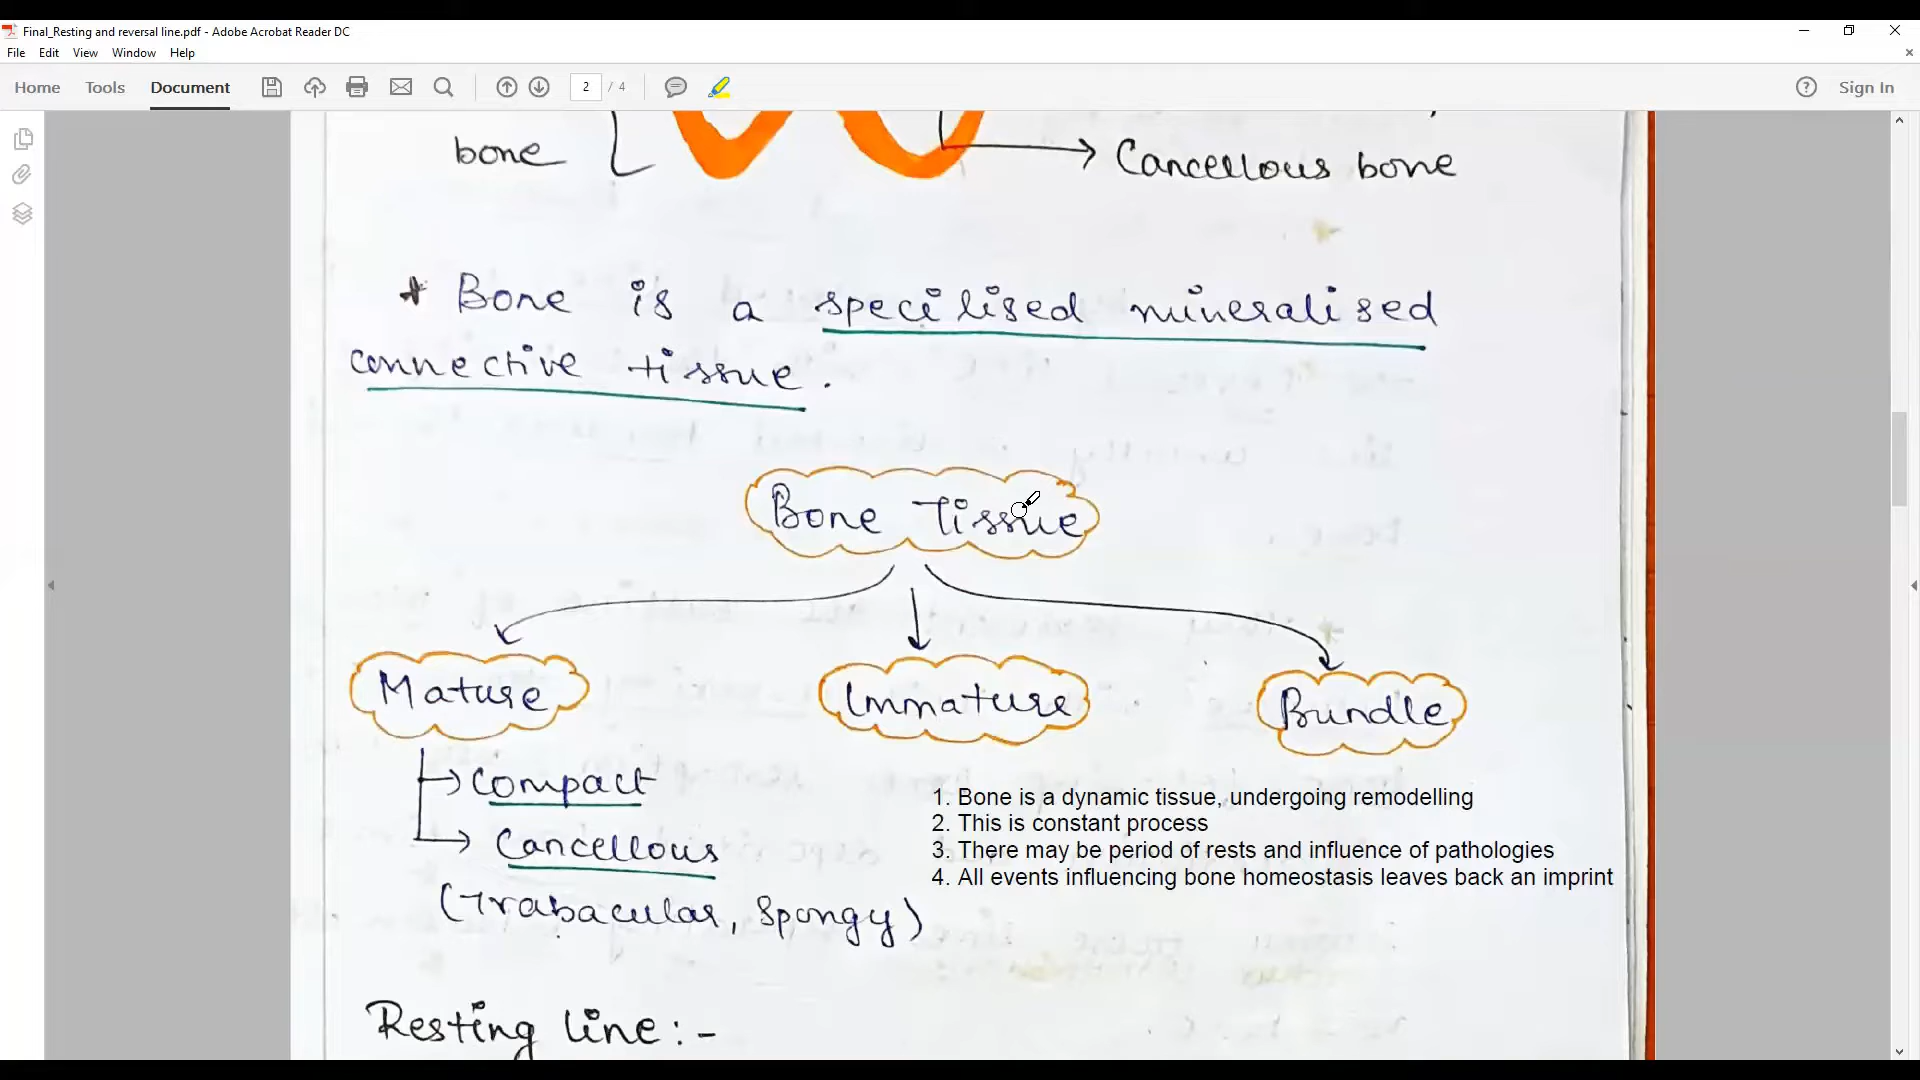 Final_Resting and reversal line.pdf - Adobe Acrobat Reader DC
File Edit View Window Help
Home Tools Document 2 / 4 Sign In
bone
Cancellous bone
* Bone is a specilised mineralised
connective tissue.
Bone Tissue
Mature Immature Bundle
Compact
Cancellous
(Trabacular, Spongy)
1. Bone is a dynamic tissue, undergoing remodelling
2. This is constant process
3. There may be period of rests and influence of pathologies
4. All events influencing bone homeostasis leaves back an imprint
Resting line:-